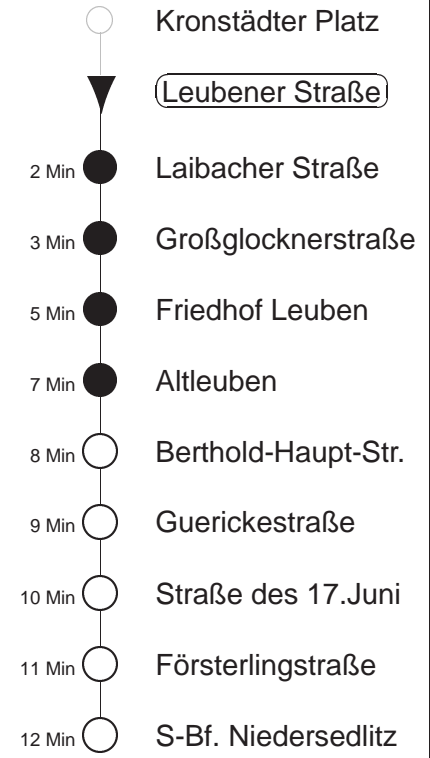 Kronstädter Platz
Leubener Straße
2 Min Laibacher Straße
3 Min Großglocknerstraße
5 Min Friedhof Leuben
7 Min Altleuben
8 Min Berthold-Haupt-Str.
9 Min Guerickestraße
10 Min Straße des 17.Juni
11 Min Försterlingstraße
12 Min S-Bf. Niedersedlitz